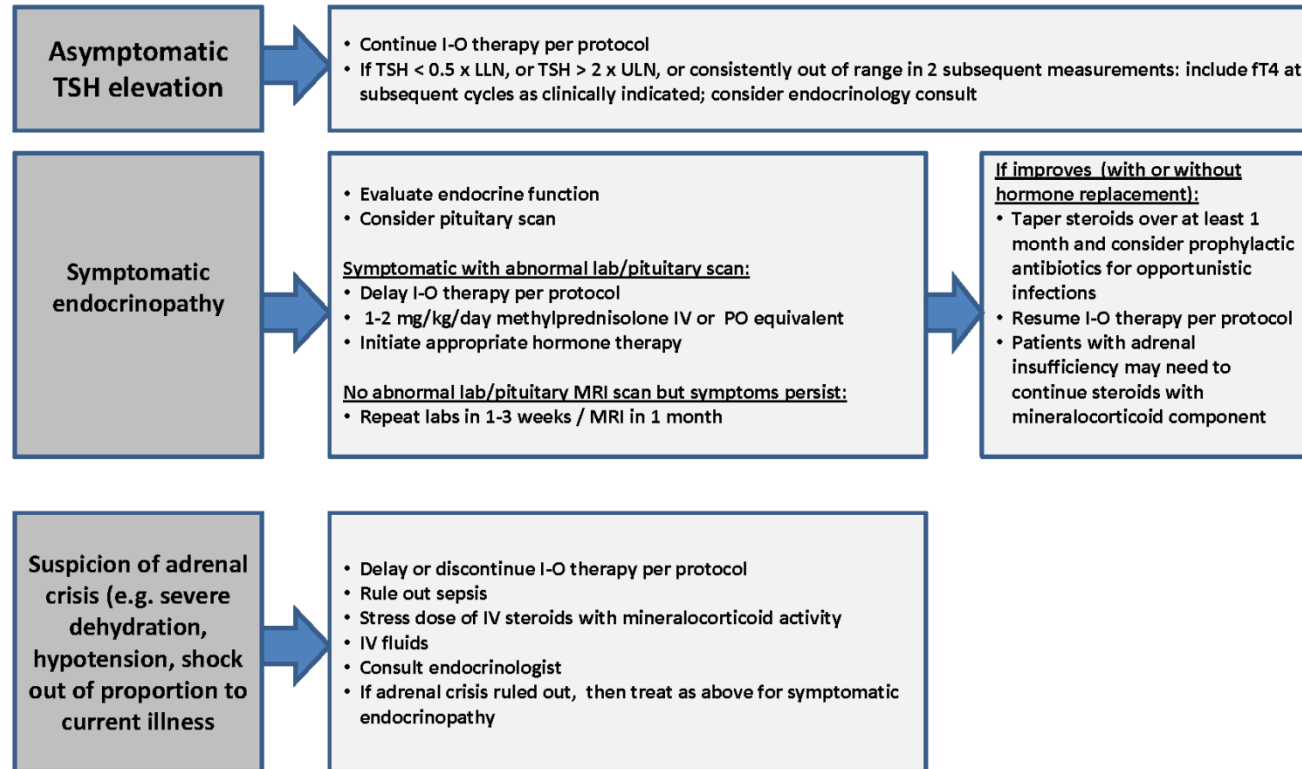 Asymptomatic
TSH elevation
• Continue I-O therapy per protocol
• If TSH < 0.5 x LLN, or TSH > 2 x ULN, or consistently out of range in 2 subsequent measurements: include fT4 at
subsequent cycles as clinically indicated; consider endocrinology consult
Symptomatic
endocrinopathy
• Evaluate endocrine function
• Consider pituitary scan
Symptomatic with abnormal lab/pituitary scan:
• Delay I-O therapy per protocol
• 1-2 mg/kg/day methylprednisolone IV or PO equivalent
• Initiate appropriate hormone therapy
No abnormal lab/pituitary MRI scan but symptoms persist:
• Repeat labs in 1-3 weeks / MRI in 1 month
If improves (with or without
hormone replacement):
• Taper steroids over at least 1
month and consider prophylactic
antibiotics for opportunistic
infections
• Resume I-O therapy per protocol
• Patients with adrenal
insufficiency may need to
continue steroids with
mineralocorticoid component
Suspicion of adrenal
crisis (e.g. severe
dehydration,
hypotension, shock
out of proportion to
current illness
• Delay or discontinue I-O therapy per protocol
• Rule out sepsis
• Stress dose of IV steroids with mineralocorticoid activity
• IV fluids
• Consult endocrinologist
• If adrenal crisis ruled out, then treat as above for symptomatic
endocrinopathy